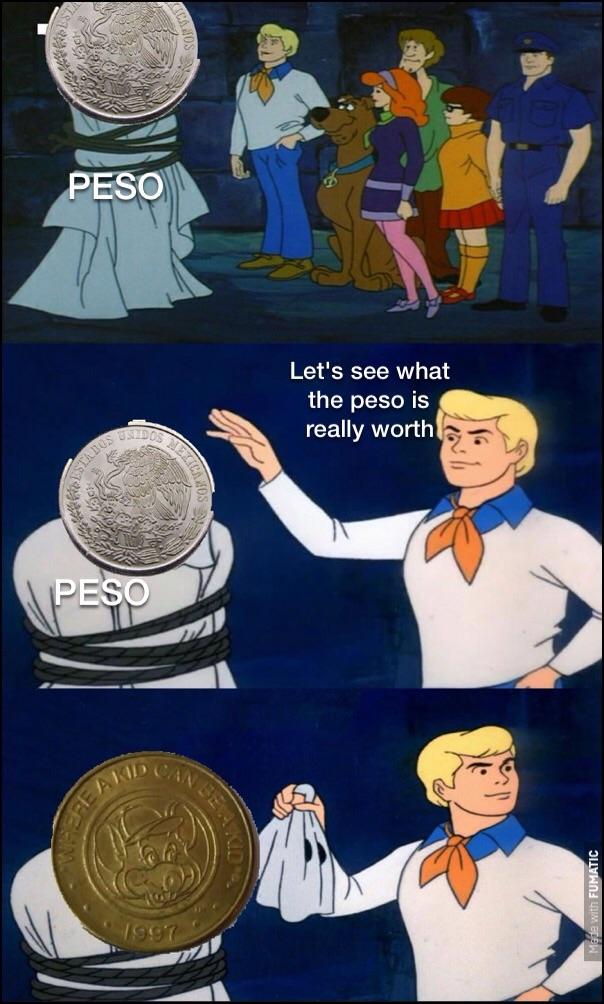 MEXICANOS
PESO
Let's see what
the peso is
really worth
ESTADOS UNIDOS MEXICANOS
PESO
WHERE A KID CAN BE A KID
1997
Made with FUMATIC